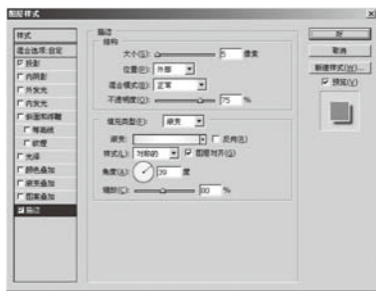 图层样式
样式
混合选项:自定
投影
内阴影
外发光
内发光
斜面和浮雕
等高线
纹理
光泽
颜色叠加
渐变叠加
图案叠加
描边
描边
结构
大小(S): 5 像素
位置(P): 外部
混合模式(B): 正常
不透明度(O): 75 %
填充类型(F): 渐变
渐变: 反向(R)
样式(L): 对称的 图层对齐(G)
角度(A): 39 度
缩放(C): 80 %
好
取消
新建样式(W)...
预览(V)